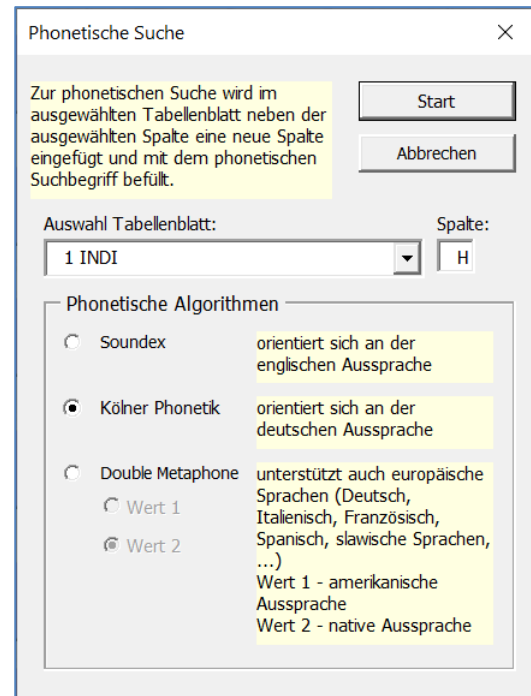 Phonetische Suche
Zur phonetischen Suche wird im
ausgewählten Tabellenblatt neben der
ausgewählten Spalte eine neue Spalte
eingefügt und mit dem phonetischen
Suchbegriff befüllt.
Start
Abbrechen
Auswahl Tabellenblatt:
Spalte:
1 INDI
H
Phonetische Algorithmen
Soundex
orientiert sich an der
englischen Aussprache
Kölner Phonetik
orientiert sich an der
deutschen Aussprache
Double Metaphone
Wert 1
Wert 2
unterstützt auch europäische
Sprachen (Deutsch,
Italienisch, Französisch,
Spanisch, slawische Sprachen,
...)
Wert 1 - amerikanische
Aussprache
Wert 2 - native Aussprache